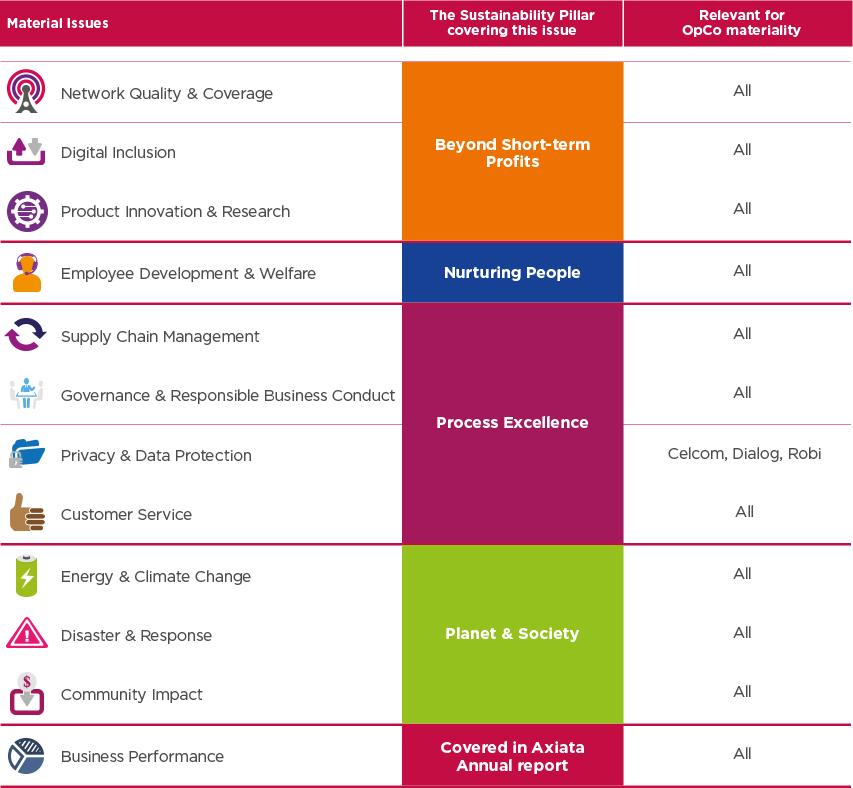 Material Issues
The Sustainability Pillar
covering this issue
Relevant for
OpCo materiality
Network Quality & Coverage
All
Beyond Short-term
Profits
Digital Inclusion
All
Product Innovation & Research
All
Employee Development & Welfare
Nurturing People
All
Supply Chain Management
All
Governance & Responsible Business Conduct
All
Process Excellence
Privacy & Data Protection
Celcom, Dialog, Robi
Customer Service
All
Energy & Climate Change
All
Disaster & Response
Planet & Society
All
$
Community Impact
All
Business Performance
Covered in Axiata
Annual report
All